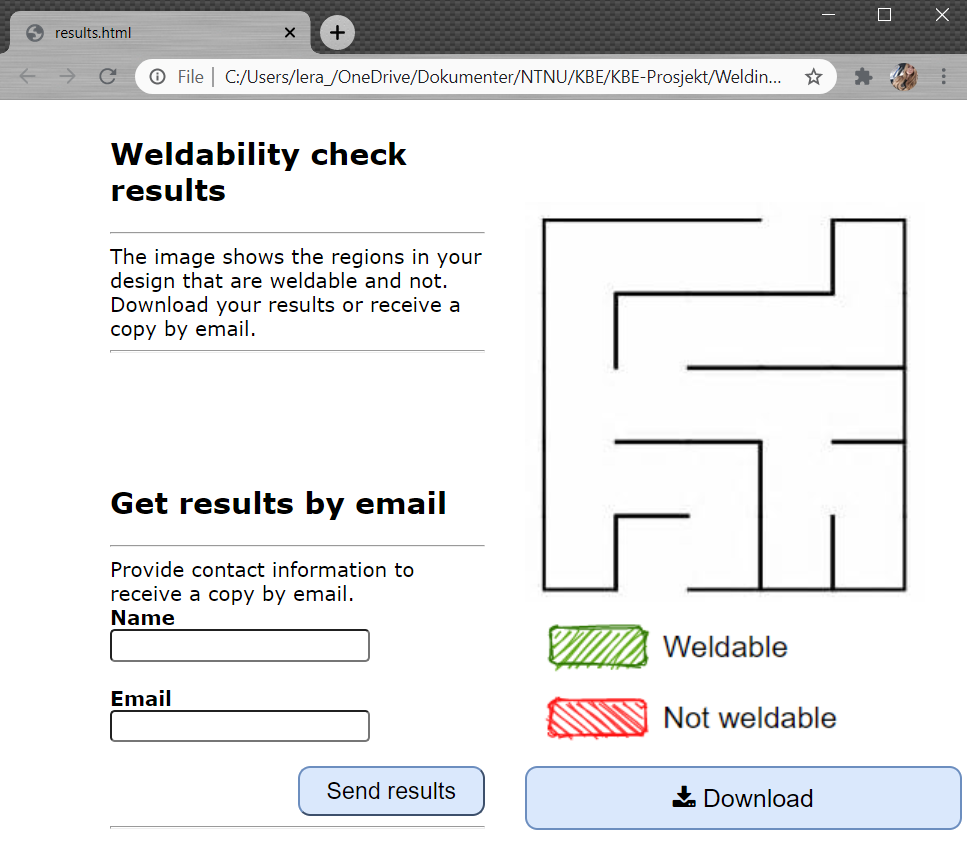 results.html
File | C:/Users/lera_/OneDrive/Dokumenter/NTNU/KBE/KBE-Prosjekt/Weldin...
Weldability check
results
The image shows the regions in your
design that are weldable and not.
Download your results or receive a
copy by email.
Get results by email
Provide contact information to
receive a copy by email.
Name
Email
Send results
Weldable
Not weldable
Download